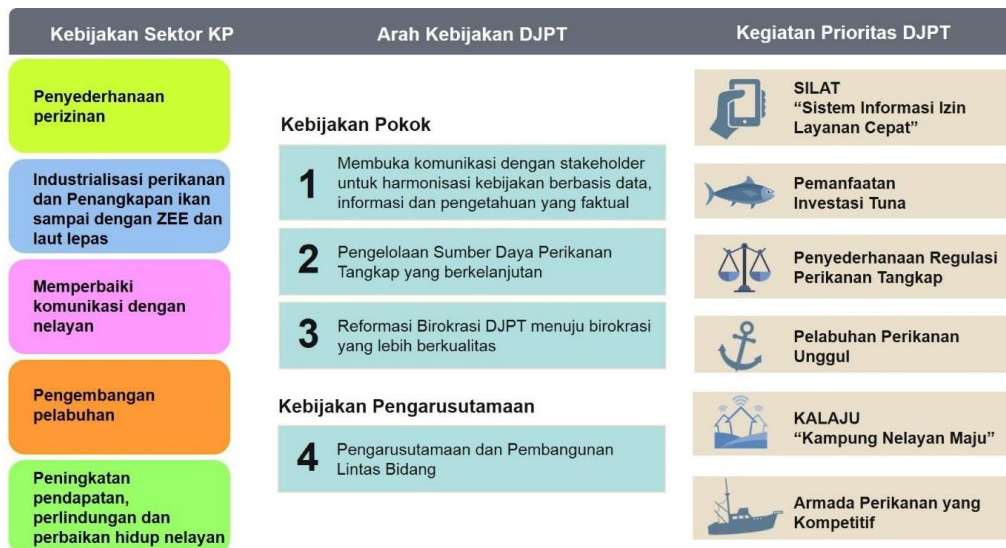 Kebijakan Sektor KP
Penyederhanaan
perizinan
Industrialisasi perikanan
dan Penangkapan ikan
sampai dengan ZEE dan
laut lepas
Memperbaiki
komunikasi dengan
nelayan
Pengembangan
pelabuhan
Peningkatan
pendapatan,
perlindungan dan
perbaikan hidup nelayan
Arah Kebijakan DJPT
Kebijakan Pokok
1
Membuka komunikasi dengan stakeholder
untuk harmonisasi kebijakan berbasis data,
informasi dan pengetahuan yang faktual
2
Pengelolaan Sumber Daya Perikanan
Tangkap yang berkelanjutan
3
Reformasi Birokrasi DJPT menuju birokrasi
yang lebih berkualitas
Kebijakan Pengarusutamaan
4
Pengarusutamaan dan Pembangunan
Lintas Bidang
Kegiatan Prioritas DJPT
SILAT
“Sistem Informasi Izin
Layanan Cepat”
Pemanfaatan
Investasi Tuna
Penyederhanaan Regulasi
Perikanan Tangkap
Pelabuhan Perikanan
Unggul
KALAJU
“Kampung Nelayan Maju”
Armada Perikanan yang
Kompetitif